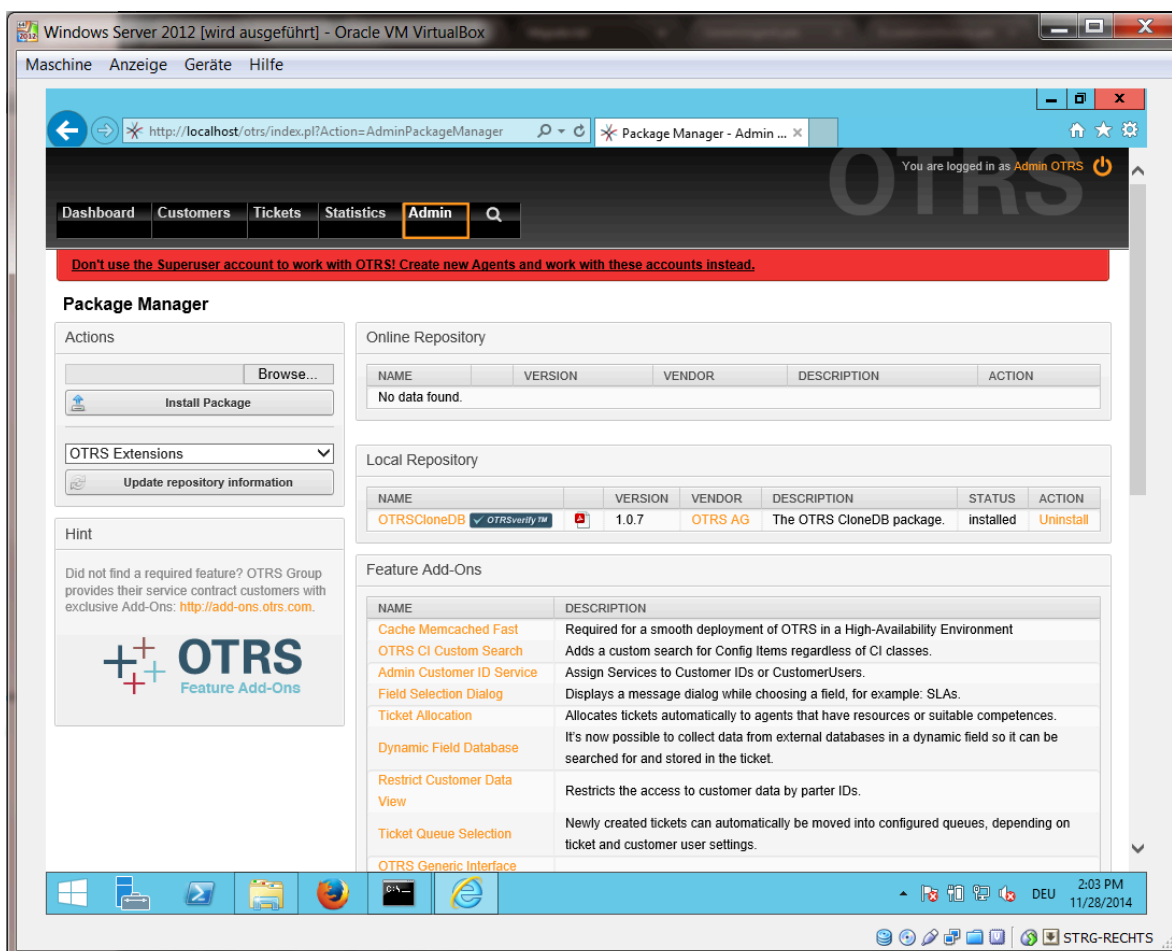 Windows Server 2012 [wird ausgeführt] - Oracle VM VirtualBox
Maschine Anzeige Geräte Hilfe
http://localhost/otrs/index.pl?Action=AdminPackageManager
Package Manager - Admin ...
OTRS
You are logged in as Admin OTRS
Dashboard Customers Tickets Statistics Admin
Don't use the Superuser account to work with OTRS! Create new Agents and work with these accounts instead.
Package Manager
Actions
Browse...
Install Package
OTRS Extensions
Update repository information
Hint
Did not find a required feature? OTRS Group
provides their service contract customers with
exclusive Add-Ons: http://add-ons.otrs.com.
OTRS
Feature Add-Ons
Online Repository
NAME VERSION VENDOR DESCRIPTION ACTION
No data found.
Local Repository
NAME VERSION VENDOR DESCRIPTION STATUS ACTION
OTRSCloneDB OTRSverify™ 1.0.7 OTRS AG The OTRS CloneDB package. installed Uninstall
Feature Add-Ons
NAME DESCRIPTION
Cache Memcached Fast Required for a smooth deployment of OTRS in a High-Availability Environment
OTRS CI Custom Search Adds a custom search for Config Items regardless of CI classes.
Admin Customer ID Service Assign Services to Customer IDs or CustomerUsers.
Field Selection Dialog Displays a message dialog while choosing a field, for example: SLAs.
Ticket Allocation Allocates tickets automatically to agents that have resources or suitable competences.
Dynamic Field Database It's now possible to collect data from external databases in a dynamic field so it can be
searched for and stored in the ticket.
Restrict Customer Data
View
Restricts the access to customer data by parter IDs.
Ticket Queue Selection Newly created tickets can automatically be moved into configured queues, depending on
ticket and customer user settings.
OTRS Generic Interface
C:\
DEU
2:03 PM
11/28/2014
STRG-RECHTS